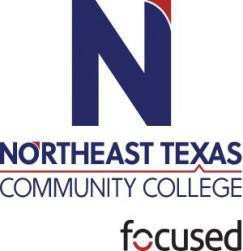 N
NORTHEAST TEXAS
COMMUNITY COLLEGE
focused